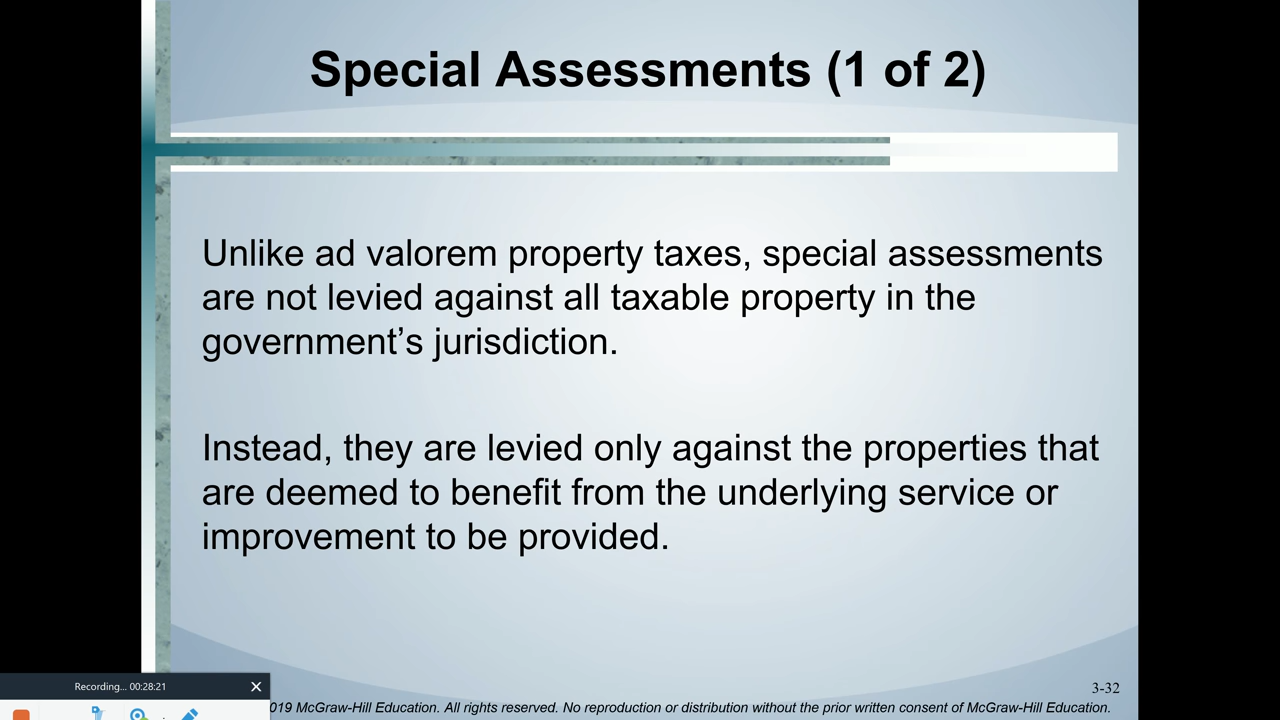 Special Assessments (1 of 2)
Unlike ad valorem property taxes, special assessments
are not levied against all taxable property in the
government’s jurisdiction.
Instead, they are levied only against the properties that
are deemed to benefit from the underlying service or
improvement to be provided.
3-32
Recording... 00:28:21
019 McGraw-Hill Education. All rights reserved. No reproduction or distribution without the prior written consent of McGraw-Hill Education.